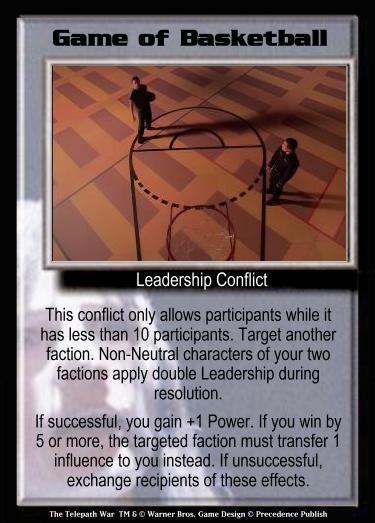 Game of Basketball
Leadership Conflict
This conflict only allows participants while it
has less than 10 participants. Target another
faction. Non-Neutral characters of your two
factions apply double Leadership during
resolution.
If successful, you gain +1 Power. If you win by
5 or more, the targeted faction must transfer 1
influence to you instead. If unsuccessful,
exchange recipients of these effects.
The Telepath War TM & © Warner Bros. Game Design © Precedence Publish